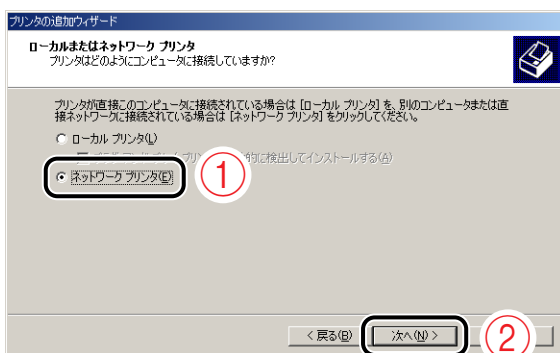 プリンタの追加ウィザード
ローカルまたはネットワーク プリンタ
プリンタはどのようにコンピュータに接続していますか?
プリンタが直接このコンピュータに接続されている場合は [ローカル プリンタ] を、別のコンピュータまたは直
接ネットワークに接続されている場合は [ネットワーク プリンタ] をクリックしてください。
ローカル プリンタ(L)
的に検出してインストールする(A)
ネットワーク プリンタ(E)
①
< 戻る(B)
次へ(N) >
②